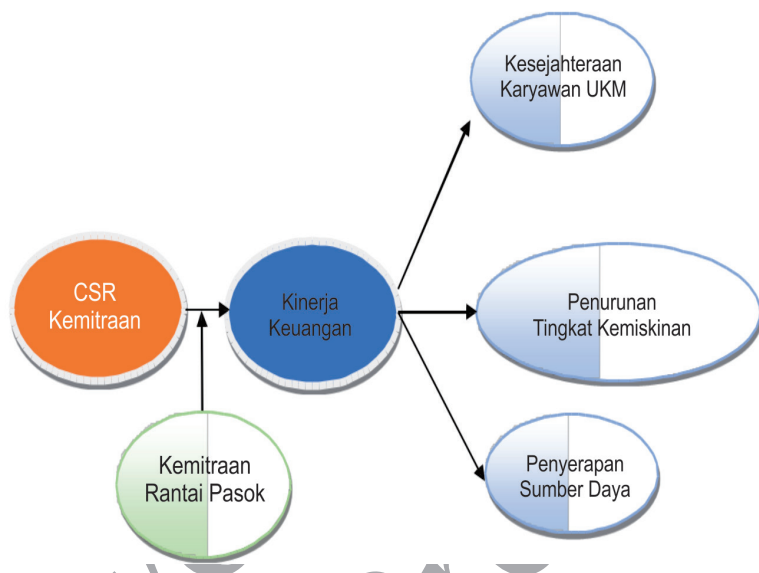 Kesejahteraan
Karyawan UKM
CSR
Kemitraan
Kinerja
Keuangan
Penurunan
Tingkat Kemiskinan
Kemitraan
Rantai Pasok
Penyerapan
Sumber Daya